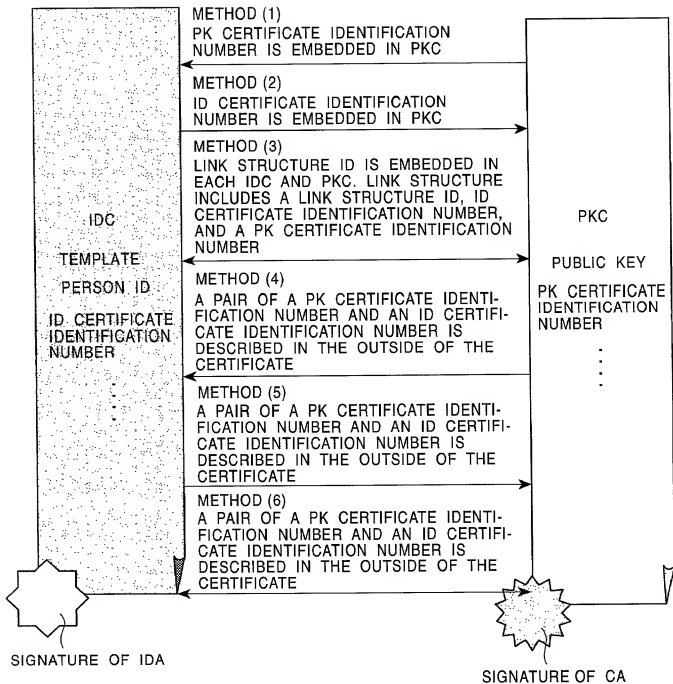 METHOD (1)
PK CERTIFICATE IDENTIFICATION
NUMBER IS EMBEDDED IN PKC
METHOD (2)
ID CERTIFICATE IDENTIFICATION
NUMBER IS EMBEDDED IN PKC
METHOD (3)
LINK STRUCTURE ID IS EMBEDDED IN
EACH IDC AND PKC. LINK STRUCTURE
INCLUDES A LINK STRUCTURE ID, ID
CERTIFICATE IDENTIFICATION NUMBER,
AND A PK CERTIFICATE IDENTIFICATION
NUMBER
METHOD (4)
A PAIR OF A PK CERTIFICATE IDENTI-
FICATION NUMBER AND AN ID CERTIFI-
CATE IDENTIFICATION NUMBER IS
DESCRIBED IN THE OUTSIDE OF THE
CERTIFICATE
METHOD (5)
A PAIR OF A PK CERTIFICATE IDENTI-
FICATION NUMBER AND AN ID CERTIFI-
CATE IDENTIFICATION NUMBER IS
DESCRIBED IN THE OUTSIDE OF THE
CERTIFICATE
METHOD (6)
A PAIR OF A PK CERTIFICATE IDENTI-
FICATION NUMBER AND AN ID CERTIFI-
CATE IDENTIFICATION NUMBER IS
DESCRIBED IN THE OUTSIDE OF THE
CERTIFICATE
IDC
TEMPLATE
PERSON ID
ID CERTIFICATE
IDENTIFICATION
NUMBER
PKC
PUBLIC KEY
PK CERTIFICATE
IDENTIFICATION
NUMBER
SIGNATURE OF IDA
SIGNATURE OF CA